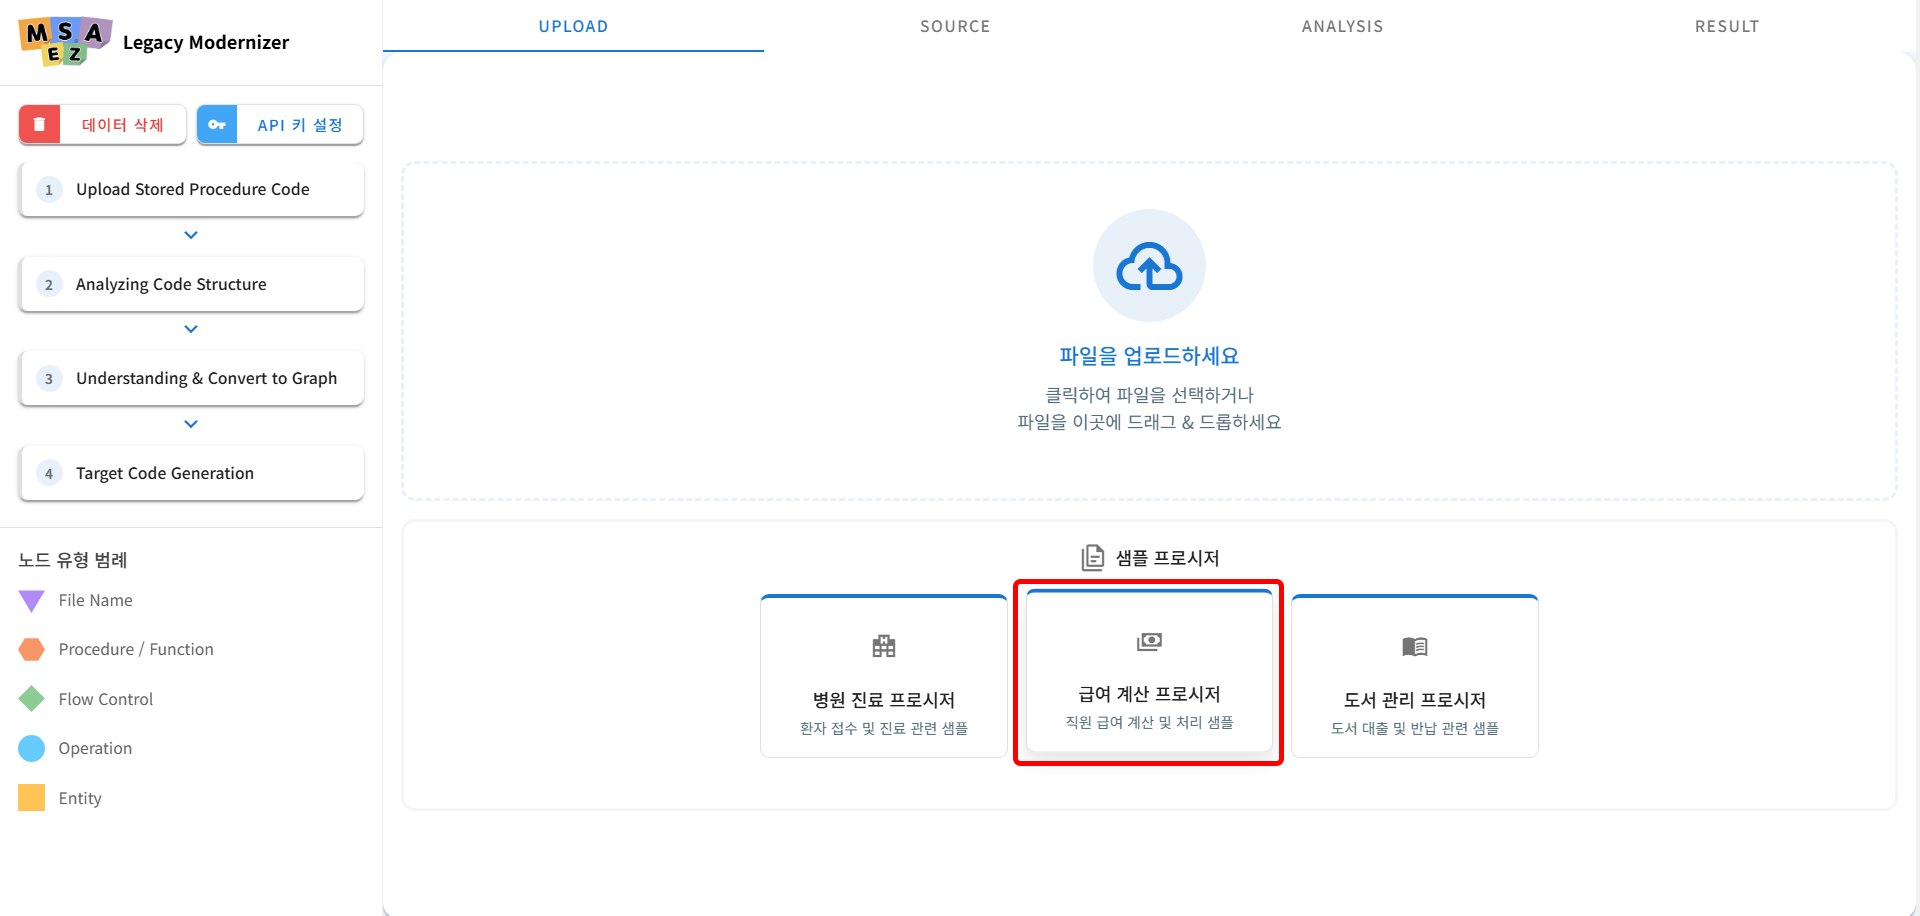 MSA
EZ
Legacy Modernizer
데이터 삭제
API 키 설정
1 Upload Stored Procedure Code
2 Analyzing Code Structure
3 Understanding & Convert to Graph
4 Target Code Generation
노드 유형 범례
File Name
Procedure / Function
Flow Control
Operation
Entity
UPLOAD SOURCE ANALYSIS RESULT
파일을 업로드하세요
클릭하여 파일을 선택하거나
파일을 이곳에 드래그 & 드롭하세요
샘플 프로시저
병원 진료 프로시저
환자 접수 및 진료 관련 샘플
급여 계산 프로시저
직원 급여 계산 및 처리 샘플
도서 관리 프로시저
도서 대출 및 반납 관련 샘플